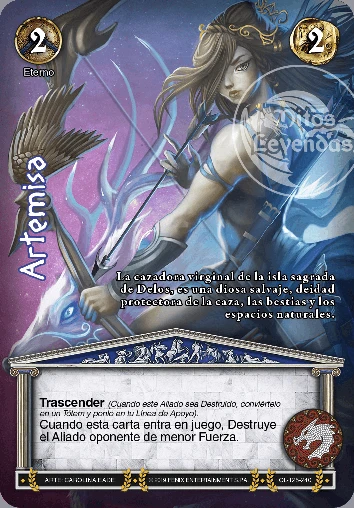 2
2
Eterno
Mitos
Leyendas
Artemisa
La cazadora virginal de la isla sagrada
de Delos, es una diosa salvaje, deidad
protectora de la caza, las bestias y los
espacios naturales.
Trascender (Cuando este Aliado sea Destruido, conviértelo
en un Tótem y ponlo en tu Línea de Apoyo).
Cuando esta carta entra en juego, Destruye
el Aliado oponente de menor Fuerza.
ARTE: CAROLINA EADE